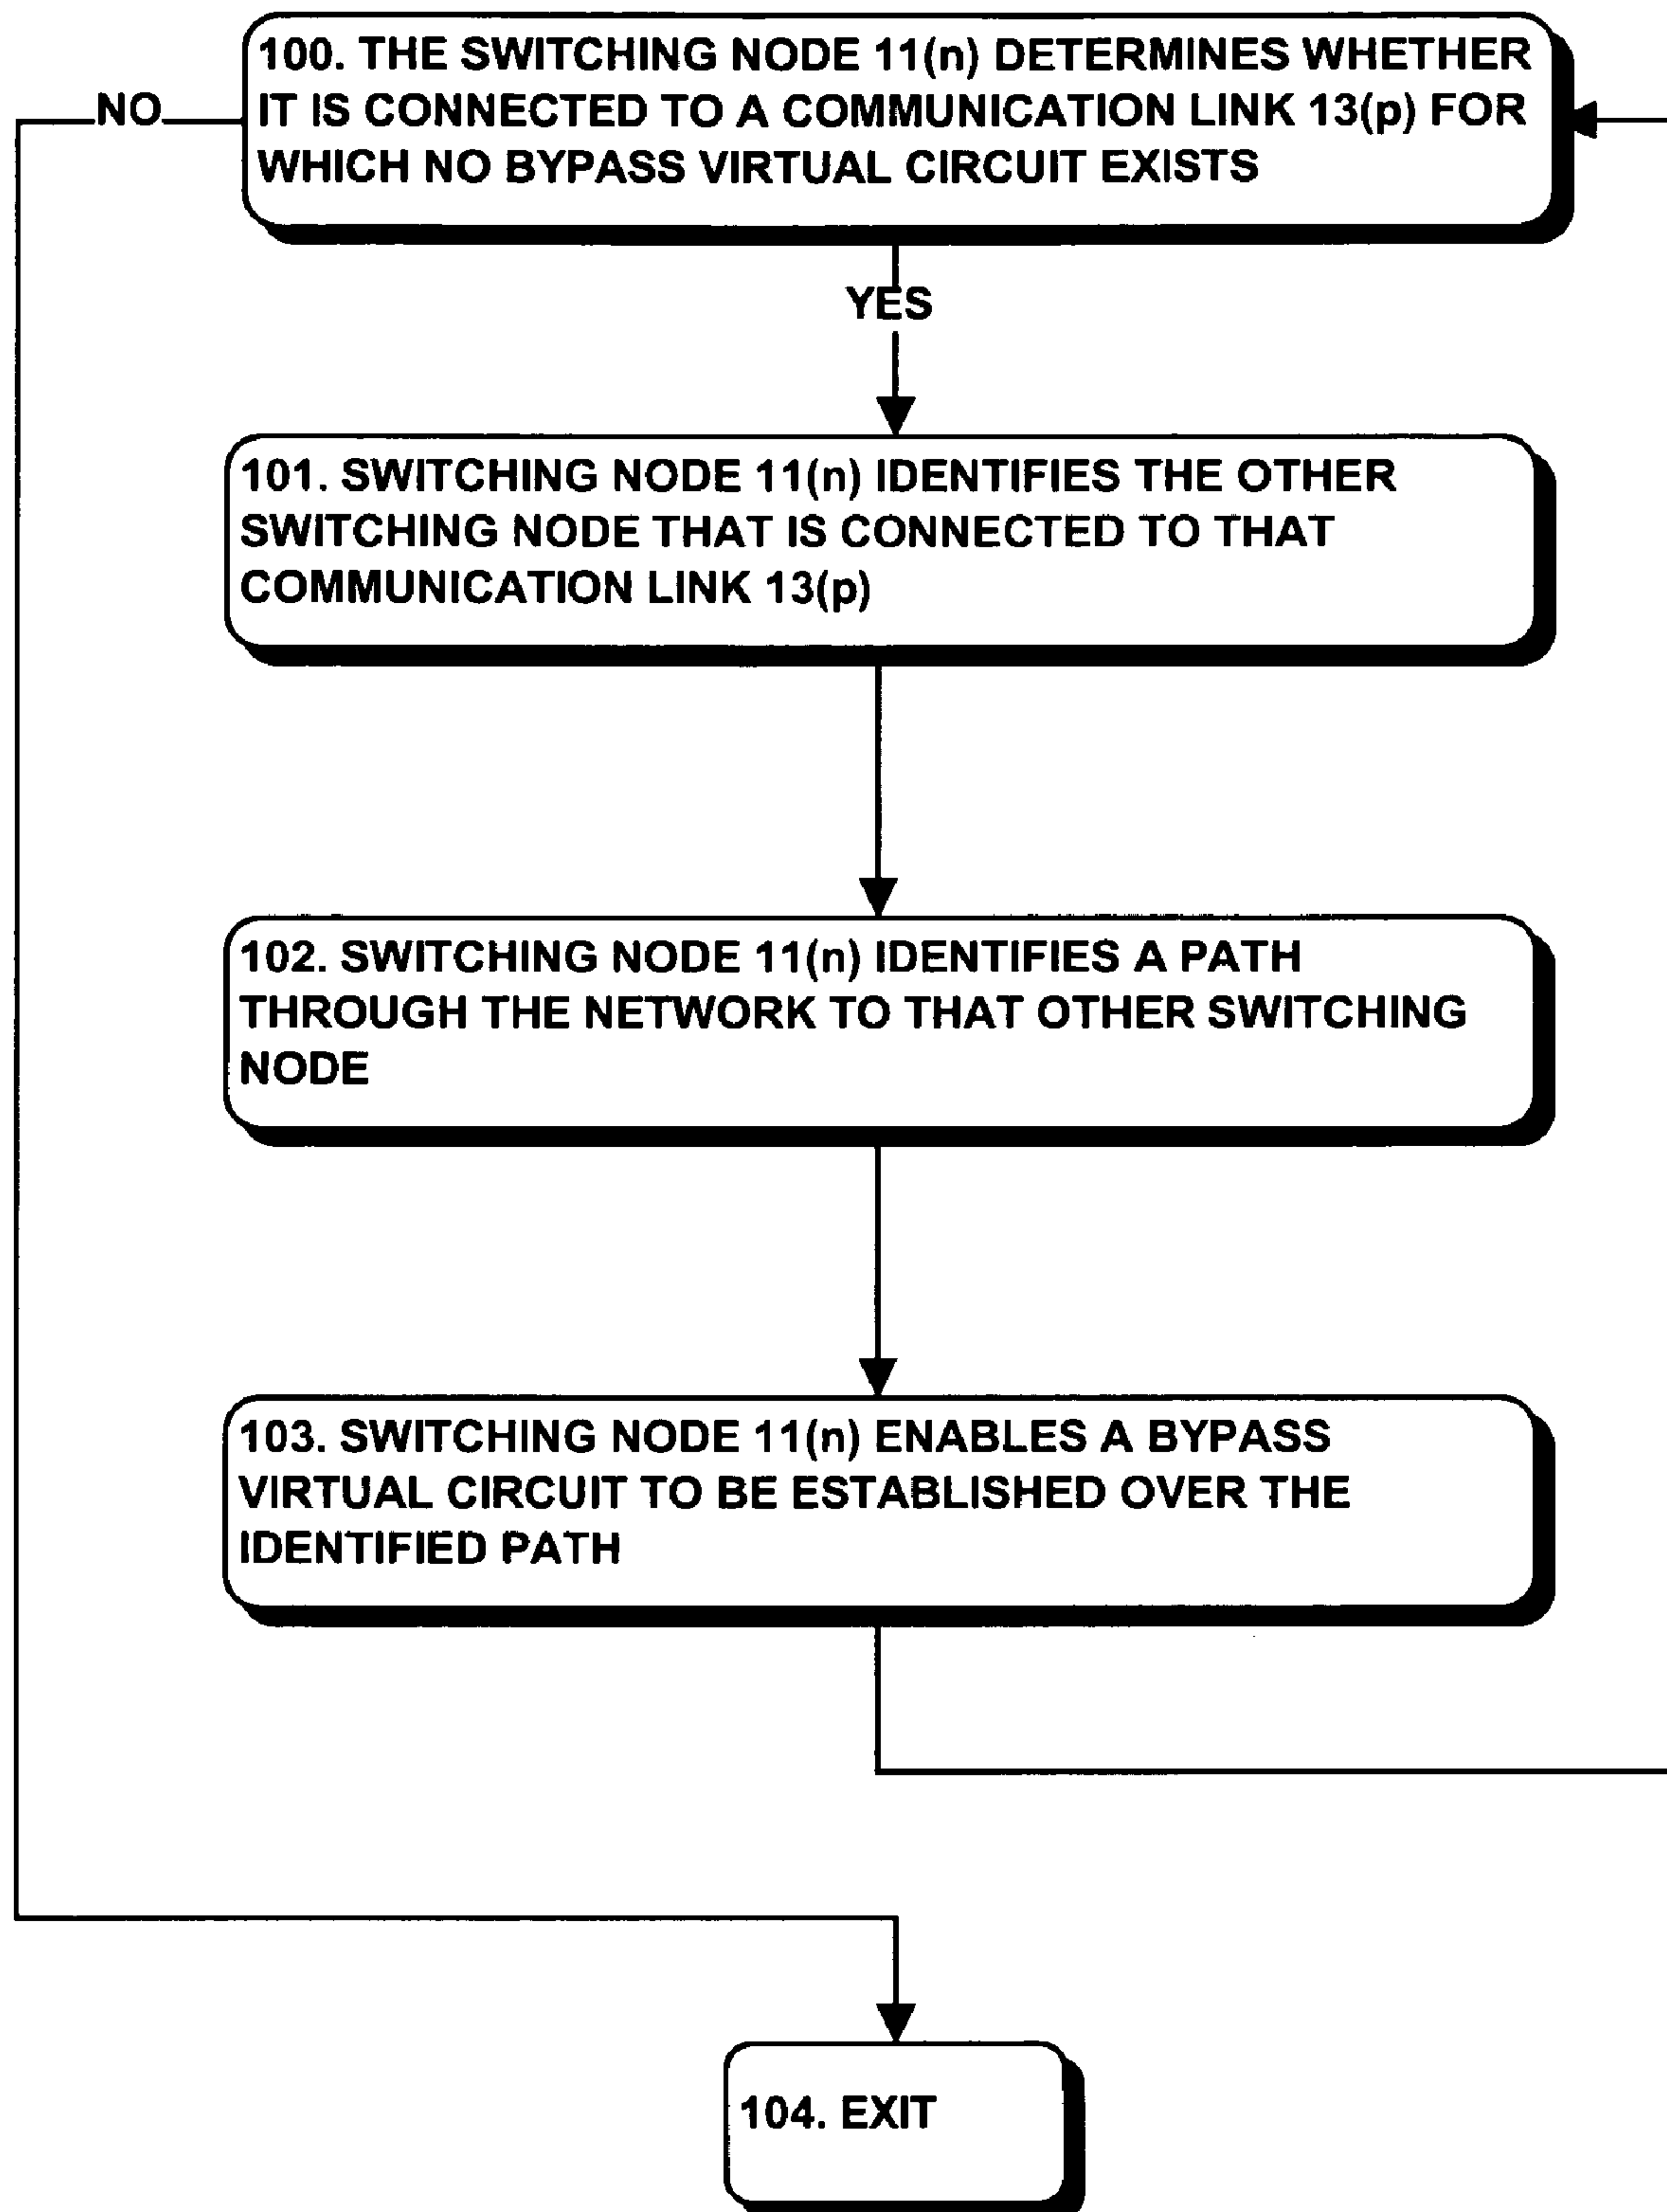 100. THE SWITCHING NODE 11(n) DETERMINES WHETHER
IT IS CONNECTED TO A COMMUNICATION LINK 13(p) FOR
WHICH NO BYPASS VIRTUAL CIRCUIT EXISTS
NO
YES
101. SWITCHING NODE 11(n) IDENTIFIES THE OTHER
SWITCHING NODE THAT IS CONNECTED TO THAT
COMMUNICATION LINK 13(p)
102. SWITCHING NODE 11(n) IDENTIFIES A PATH
THROUGH THE NETWORK TO THAT OTHER SWITCHING
NODE
103. SWITCHING NODE 11(n) ENABLES A BYPASS
VIRTUAL CIRCUIT TO BE ESTABLISHED OVER THE
IDENTIFIED PATH
104. EXIT